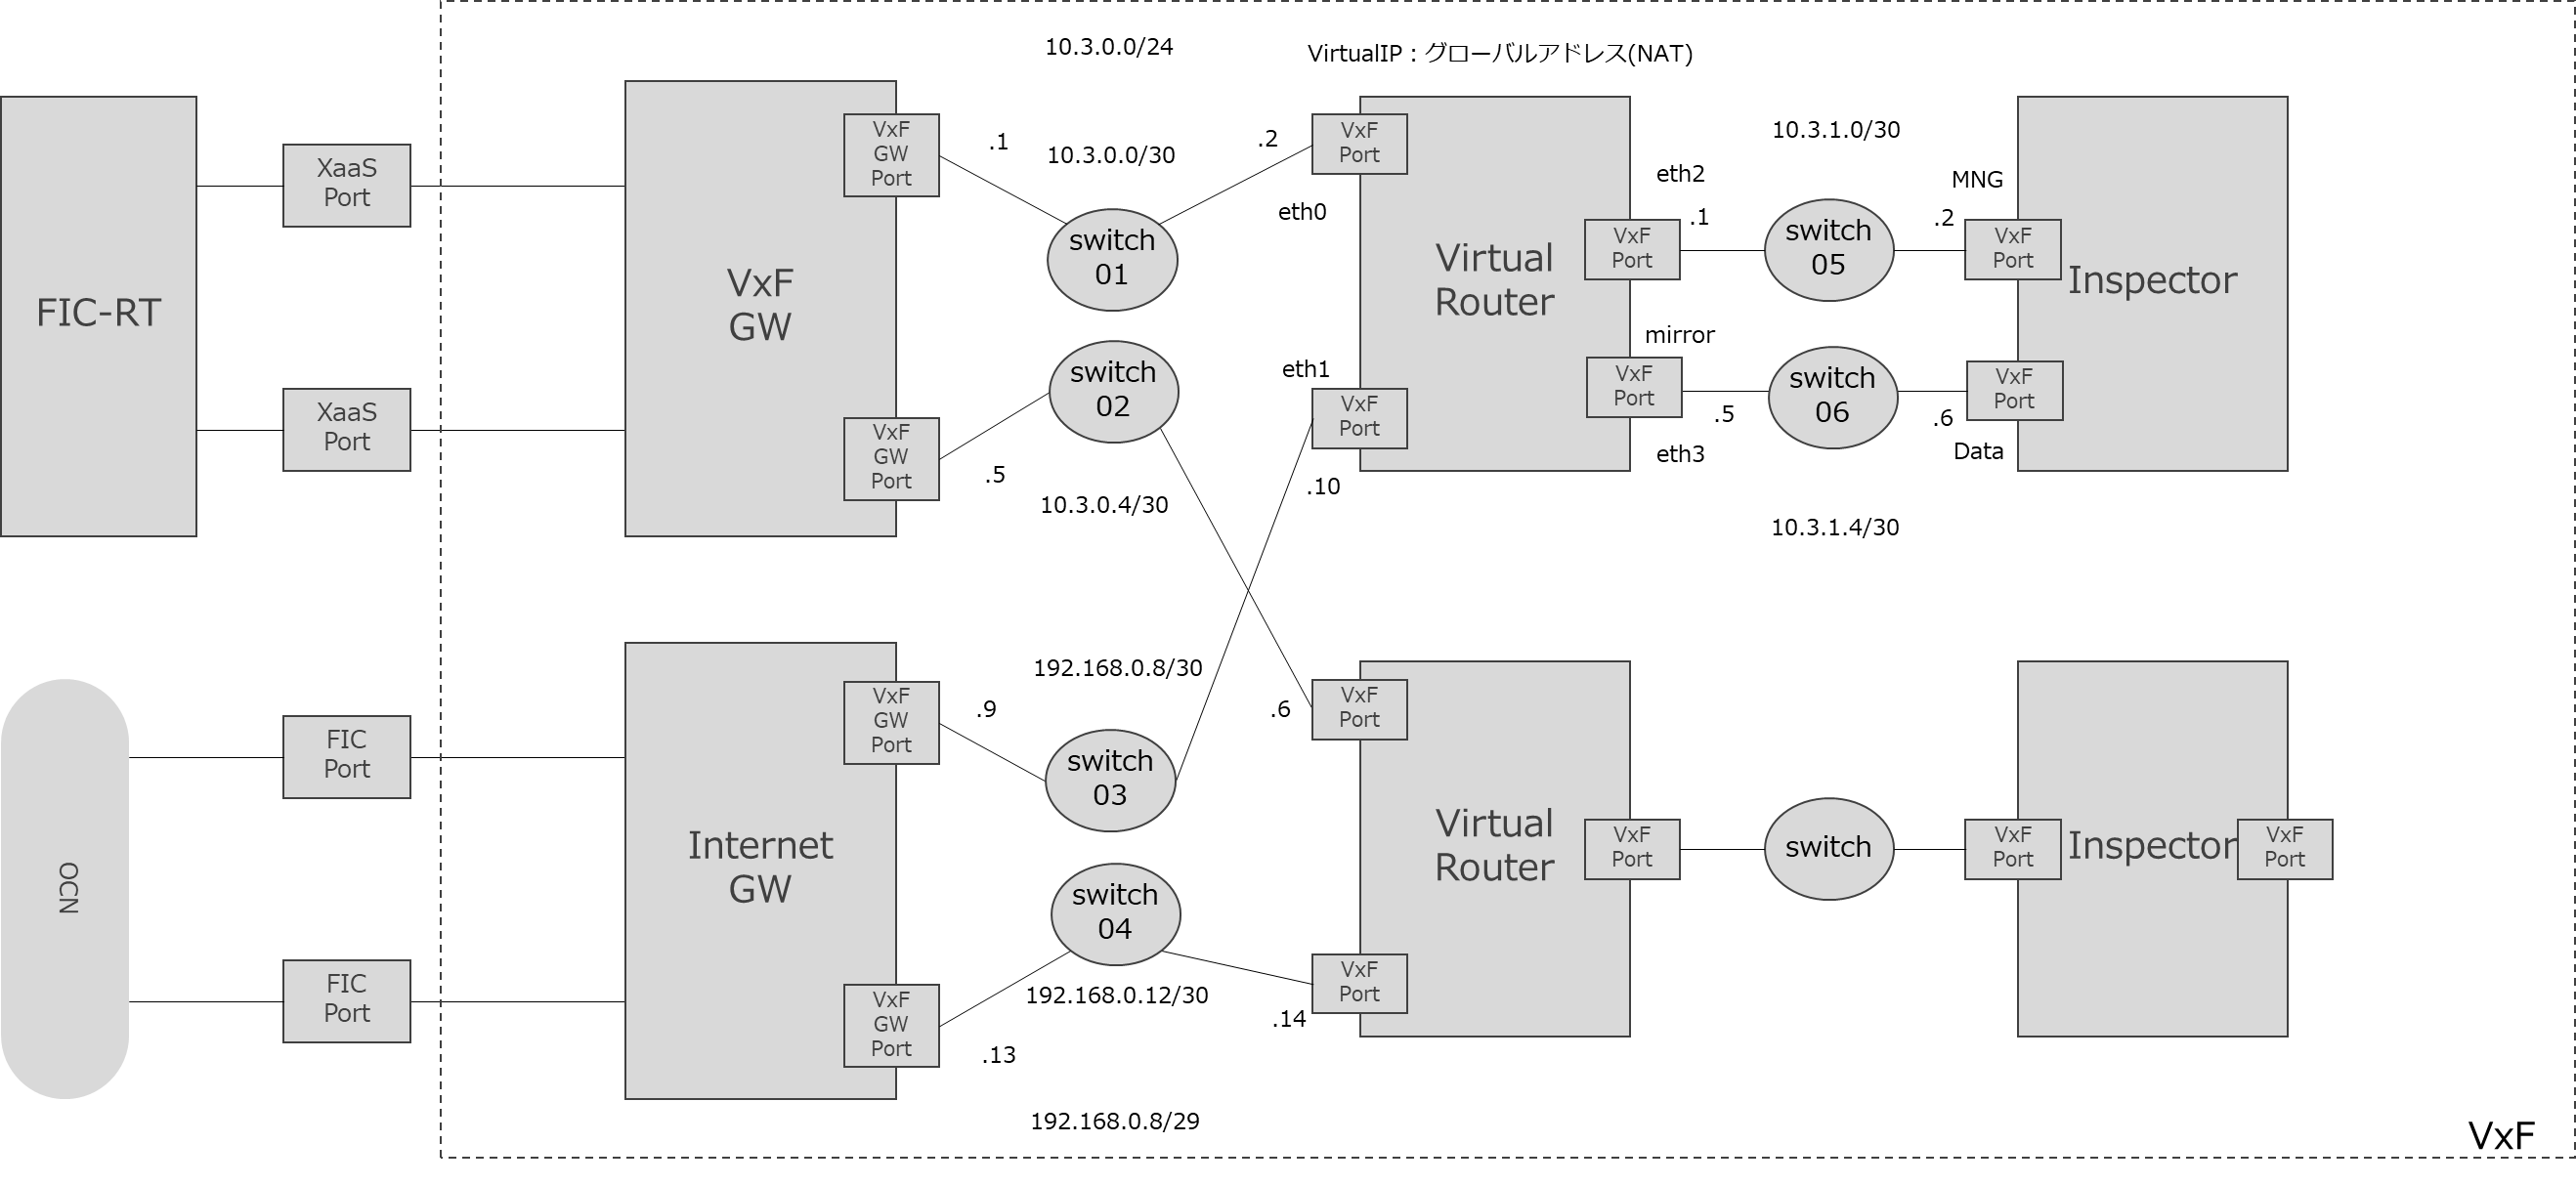 10.3.0.0/24
VirtualIP：グローバルアドレス(NAT)
FIC-RT
XaaS
Port
XaaS
Port
VxF
GW
VxF
GW
Port
.1
10.3.0.0/30
.2
eth0
switch
01
VxF
Port
Virtual
Router
eth2
.1
VxF
Port
10.3.1.0/30
switch
05
MNG
.2
VxF
Port
Inspector
switch
02
VxF
GW
Port
.5
10.3.0.4/30
eth1
VxF
Port
.10
mirror
VxF
Port
.5
eth3
switch
06
.6
Data
VxF
Port
10.3.1.4/30
OCN
FIC
Port
FIC
Port
Internet
GW
VxF
GW
Port
.9
192.168.0.8/30
switch
03
.6
VxF
Port
Virtual
Router
VxF
Port
switch
VxF
Port
Inspector
VxF
Port
switch
04
192.168.0.12/30
VxF
GW
Port
.13
.14
VxF
Port
192.168.0.8/29
VxF